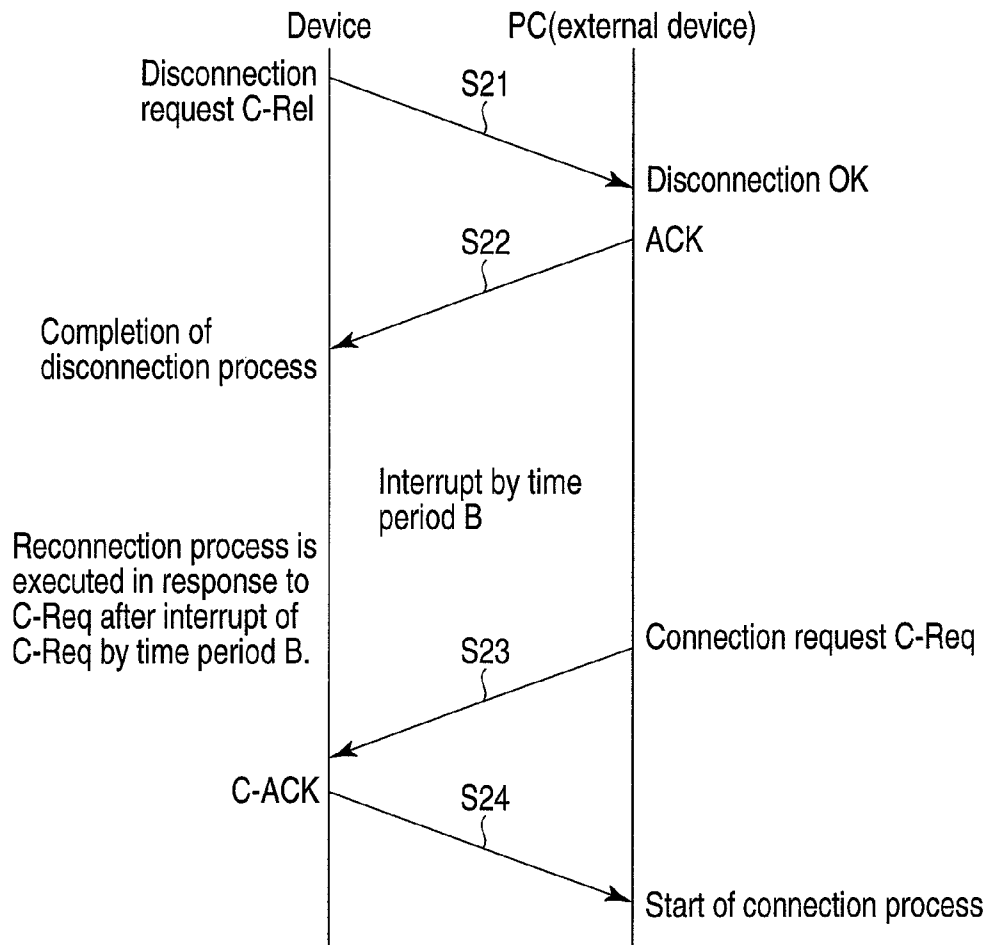 Device
PC(external device)
Disconnection
request C-Rel
S21
Disconnection OK
S22
ACK
Completion of
disconnection process
Interrupt by time
period B
Reconnection process is
executed in response to
C-Req after interrupt of
C-Req by time period B.
Connection request C-Req
S23
C-ACK
S24
Start of connection process